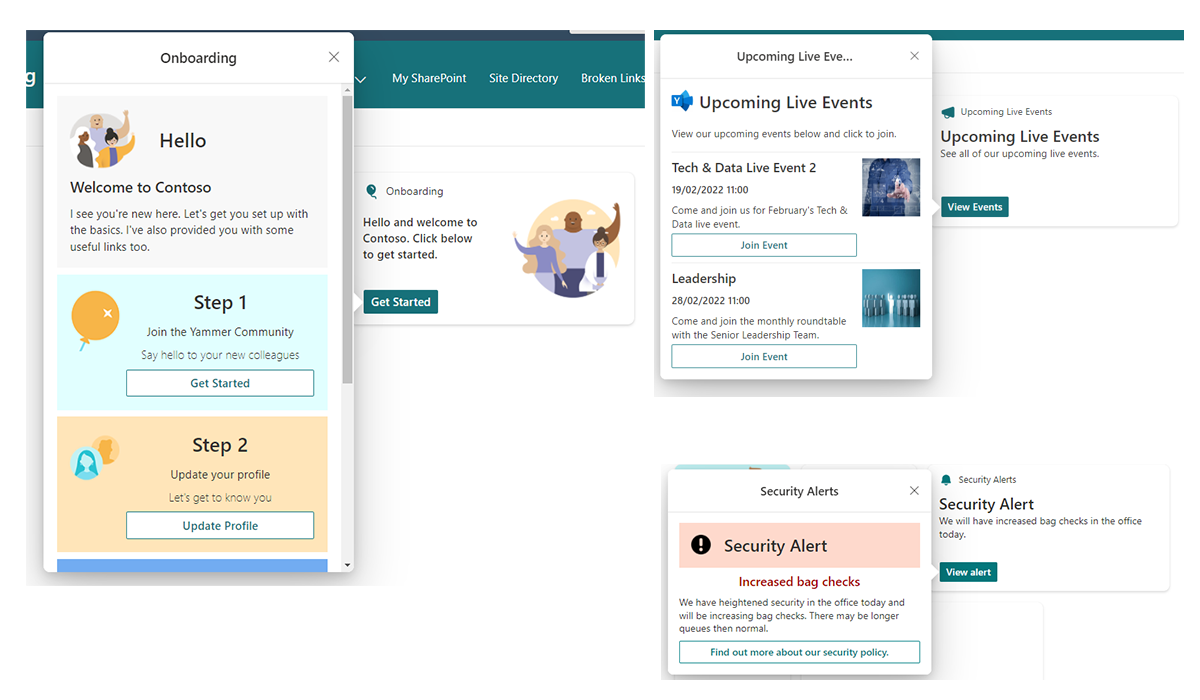 Onboarding
g
My SharePoint Site Directory Broken Links
Hello
Welcome to Contoso
I see you're new here. Let's get you set up with
the basics. I've also provided you with some
useful links too.
Step 1
Join the Yammer Community
Say hello to your new colleagues
Get Started
Step 2
Update your profile
Let's get to know you
Update Profile
Onboarding
Hello and welcome to
Contoso. Click below
to get started.
Get Started
Upcoming Live Eve...
Y
Upcoming Live Events
View our upcoming events below and click to join.
Tech & Data Live Event 2
19/02/2022 11:00
Come and join us for February's Tech &
Data live event.
Join Event
Leadership
28/02/2022 11:00
Come and join the monthly roundtable
with the Senior Leadership Team.
Join Event
Upcoming Live Events
Upcoming Live Events
See all of our upcoming live events.
View Events
Security Alerts
Security Alert
Increased bag checks
We have heightened security in the office today and
will be increasing bag checks. There may be longer
queues then normal.
Find out more about our security policy.
Security Alerts
Security Alert
We will have increased bag checks in the office
today.
View alert